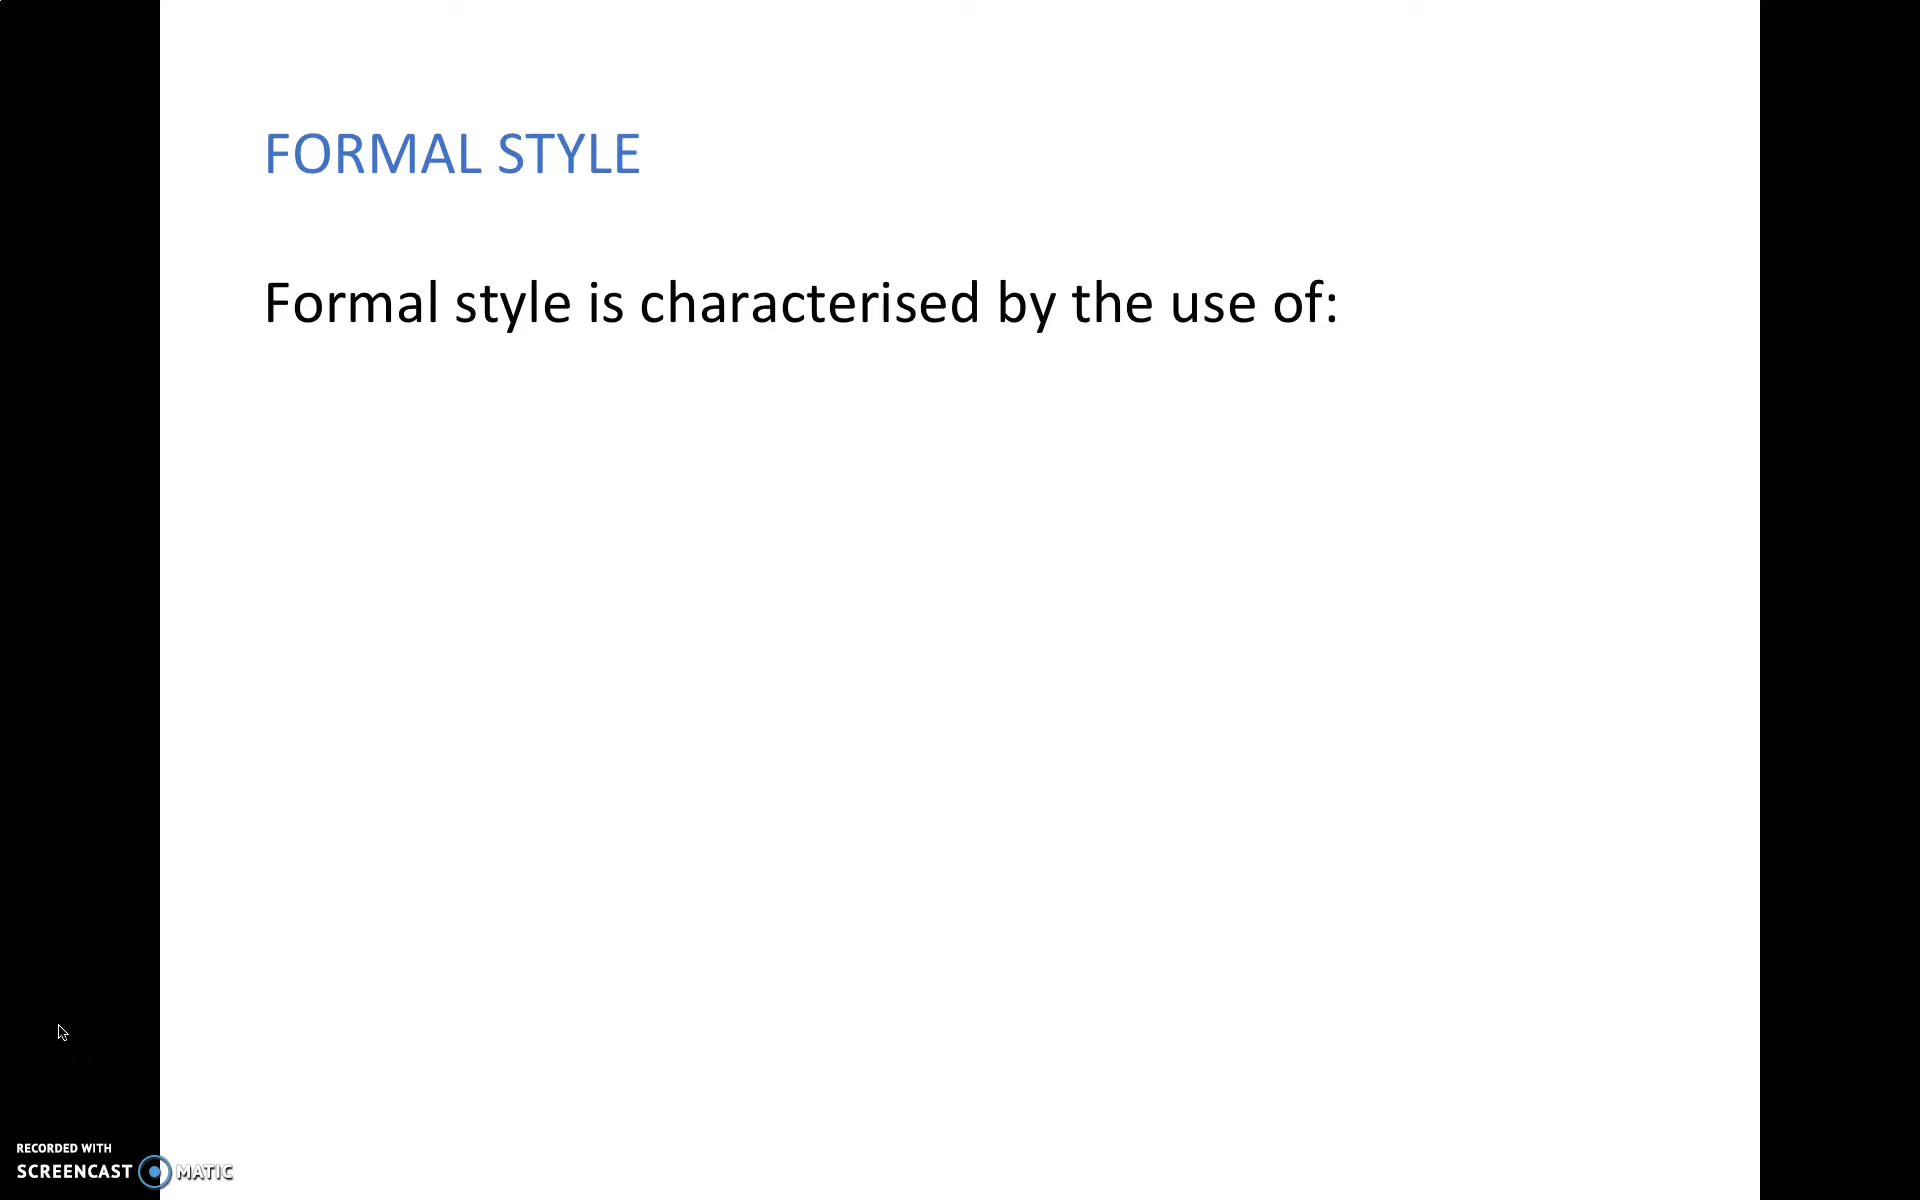 FORMAL STYLE
Formal style is characterised by the use of:
RECORDED WITH
SCREENCAST MATIC